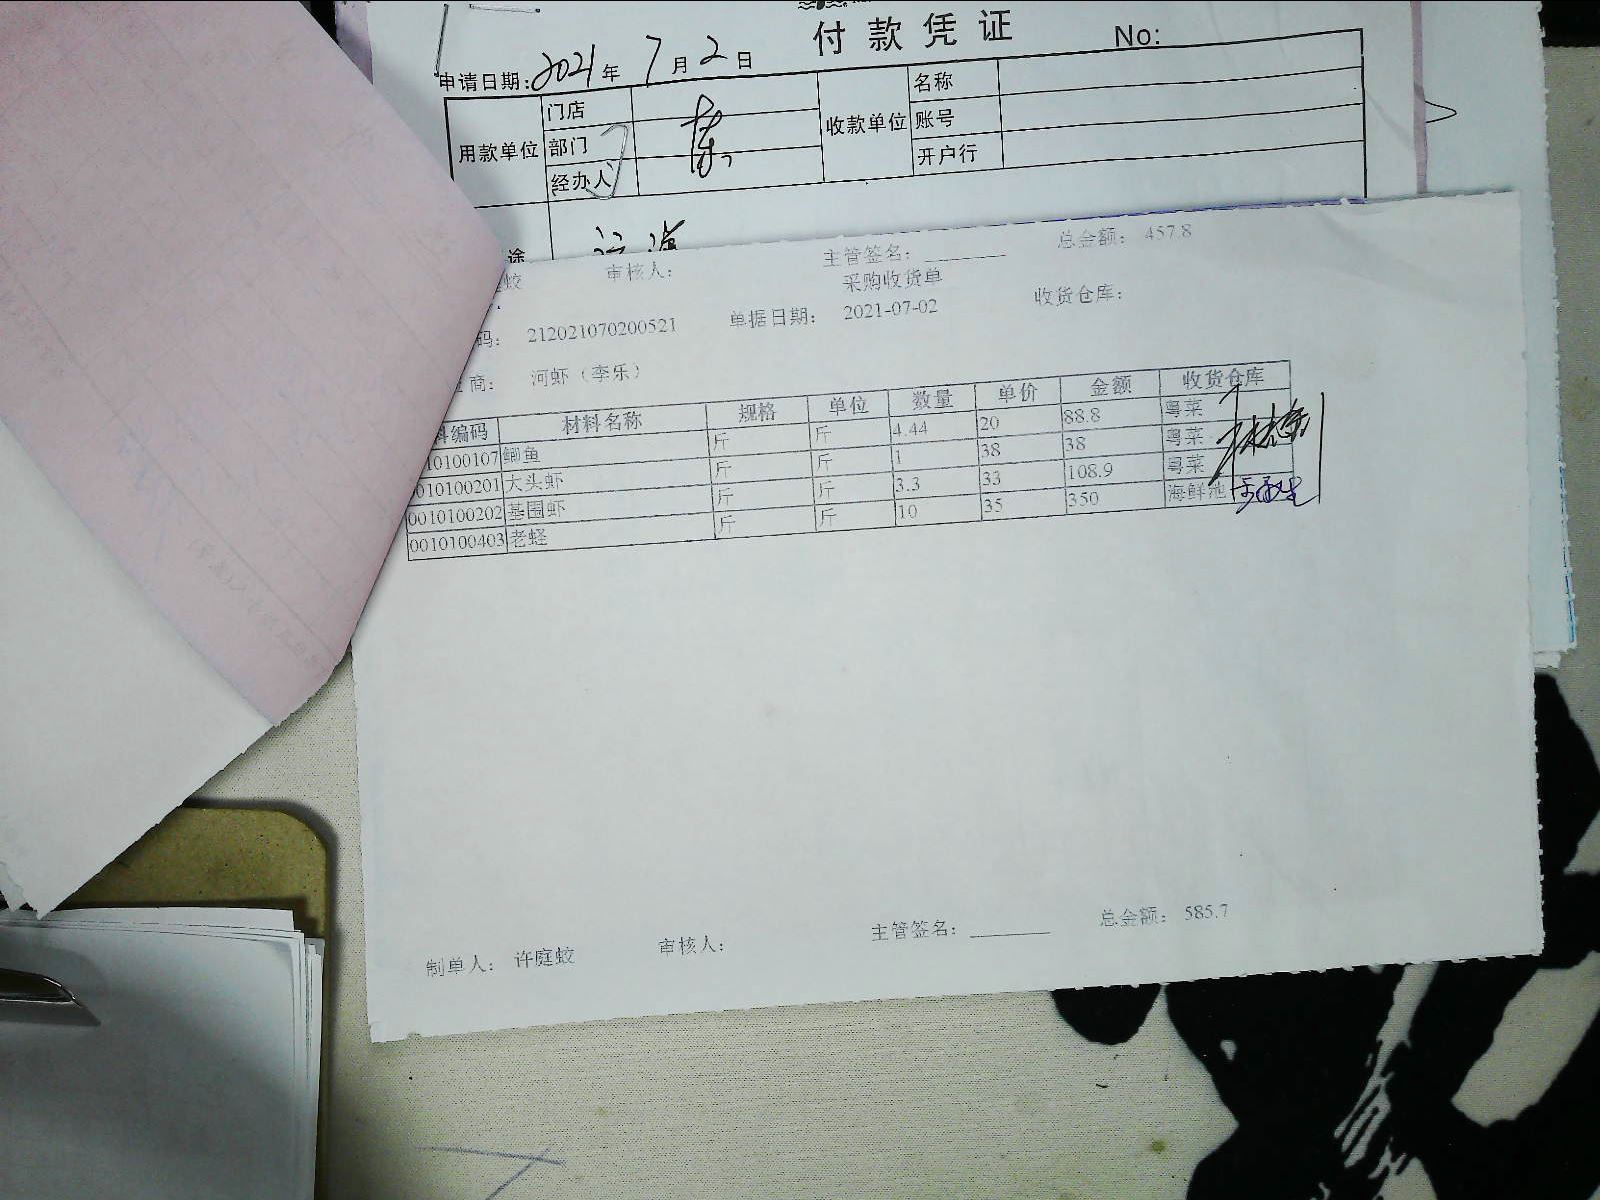 付款凭证 No:
申请日期: 2021年7月2日
用款单位 门店 收款单位 名称
部门 账号
经办人 开户行
途
蛟 审核人: 主管签名: 总金额: 457.8
采购收货单
码: 212021070200521 单据日期: 2021-07-02 收货仓库:
商: 河虾（李乐）
编码 材料名称 规格 单位 数量 单价 金额 收货仓库
10100107 鲫鱼 斤 斤 4.44 20 88.8 粤菜
010100201 大头虾 斤 斤 1 38 38 粤菜
0010100202 基围虾 斤 斤 3.3 33 108.9 粤菜
0010100403 老蛏 斤 斤 10 35 350 海鲜池
制单人: 许庭蛟 审核人: 主管签名: 总金额: 585.7